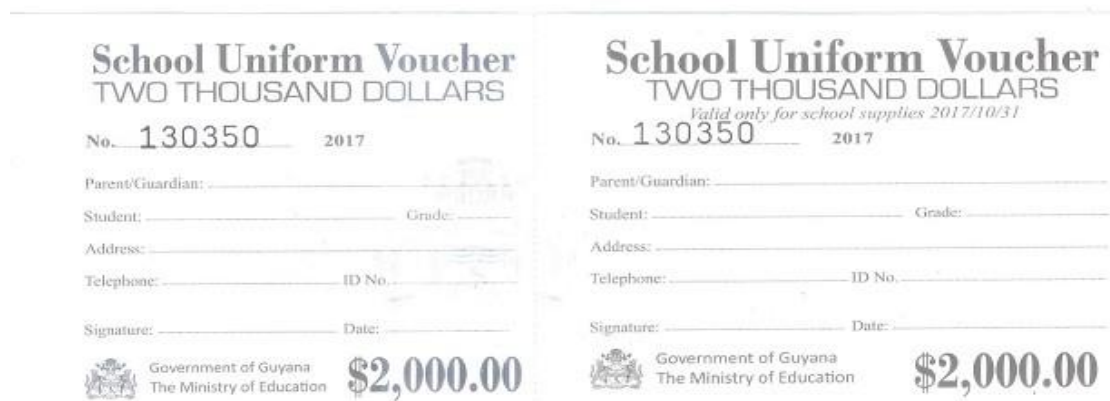 School Uniform Voucher
TWO THOUSAND DOLLARS
No. 130350 2017
Parent/Guardian:
Student: Grade:
Address:
Telephone: ID No.
Signature: Date:
Government of Guyana
The Ministry of Education
$2,000.00
School Uniform Voucher
TWO THOUSAND DOLLARS
Valid only for school supplies 2017/10/31
No. 130350 2017
Parent/Guardian:
Student: Grade:
Address:
Telephone: ID No.
Signature: Date:
Government of Guyana
The Ministry of Education
$2,000.00